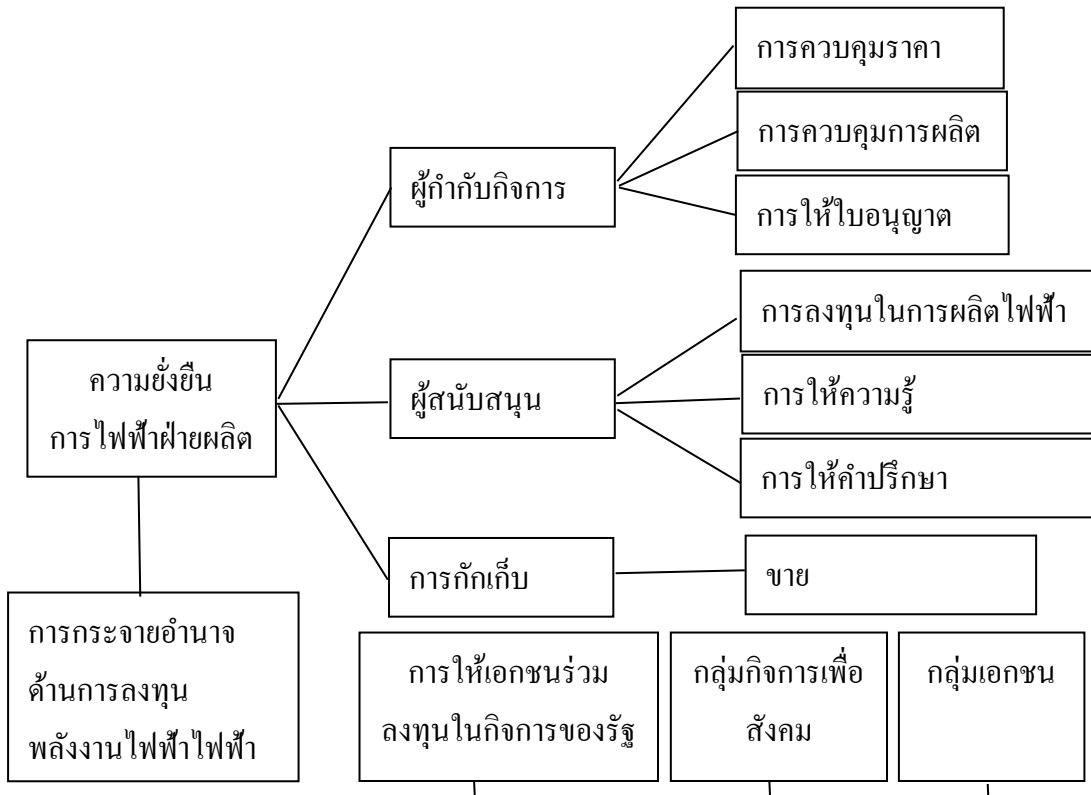 การควบคุมราคา
การควบคุมการผลิต
ผู้กำกับกิจการ
การให้ใบอนุญาต
การลงทุนในการผลิตไฟฟ้า
ความยั่งยืน
การไฟฟ้าฝ่ายผลิต
ผู้สนับสนุน
การให้ความรู้
การให้คำปรึกษา
การกักเก็บ
ขาย
การกระจายอำนาจ
ด้านการลงทุน
พลังงานไฟฟ้าไฟฟ้า
การให้เอกชนร่วม
ลงทุนในกิจการของรัฐ
กลุ่มกิจการเพื่อ
สังคม
กลุ่มเอกชน